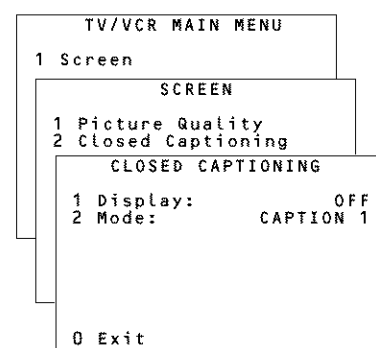 TV/VCR MAIN MENU
1 Screen
SCREEN
1 Picture Quality
2 Closed Captioning
CLOSED CAPTIONING
1 Display: OFF
2 Mode: CAPTION 1
0 Exit